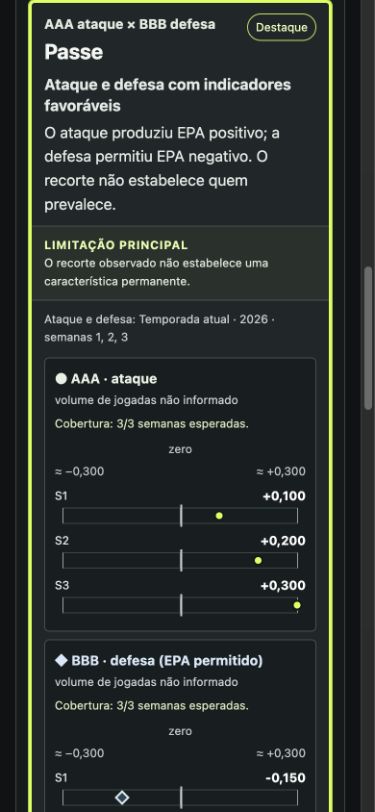 AAA ataque × BBB defesa
Destaque
Passe
Ataque e defesa com indicadores
favoráveis
O ataque produziu EPA positivo; a
defesa permitiu EPA negativo. O
recorte não estabelece quem
prevalece.
LIMITAÇÃO PRINCIPAL
O recorte observado não estabelece uma
característica permanente.
Ataque e defesa: Temporada atual · 2026 ·
semanas 1, 2, 3
AAA · ataque
volume de jogadas não informado
Cobertura: 3/3 semanas esperadas.
zero
≈ −0,300 ≈ +0,300
S1 +0,100
S2 +0,200
S3 +0,300
BBB · defesa (EPA permitido)
volume de jogadas não informado
Cobertura: 3/3 semanas esperadas.
zero
≈ −0,300 ≈ +0,300
S1 -0,150